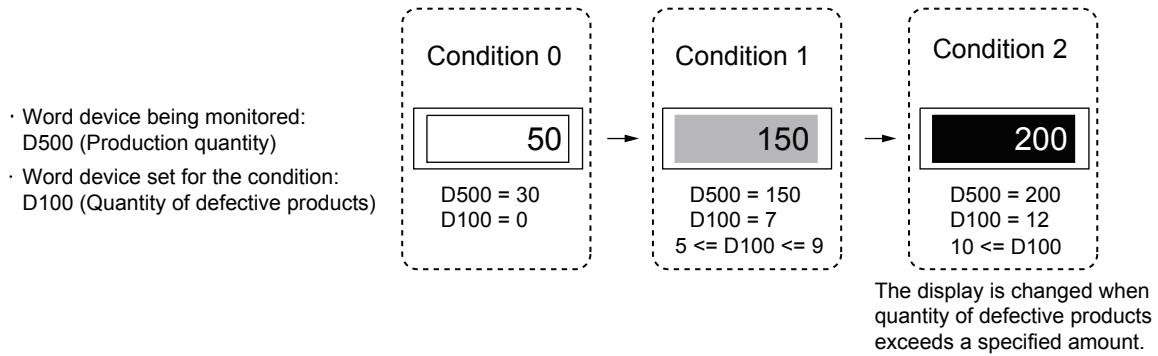 · Word device being monitored:
D500 (Production quantity)
· Word device set for the condition:
D100 (Quantity of defective products)
Condition 0
50
D500 = 30
D100 = 0
Condition 1
150
D500 = 150
D100 = 7
5 <= D100 <= 9
Condition 2
200
D500 = 200
D100 = 12
10 <= D100
The display is changed when
quantity of defective products
exceeds a specified amount.